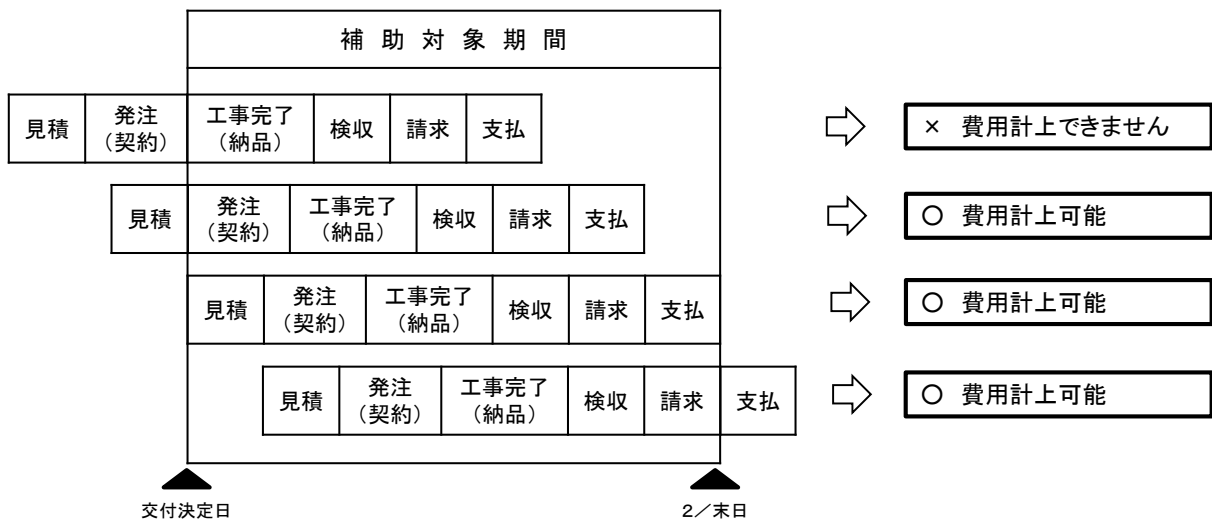 補助対象期間
見積 発注 工事完了 検収 請求 支払 × 費用計上できません
(契約) (納品)
見積 発注 工事完了 検収 請求 支払 ○ 費用計上可能
(契約) (納品)
見積 発注 工事完了 検収 請求 支払 ○ 費用計上可能
(契約) (納品)
見積 発注 工事完了 検収 請求 支払 ○ 費用計上可能
(契約) (納品)
交付決定日 2/末日